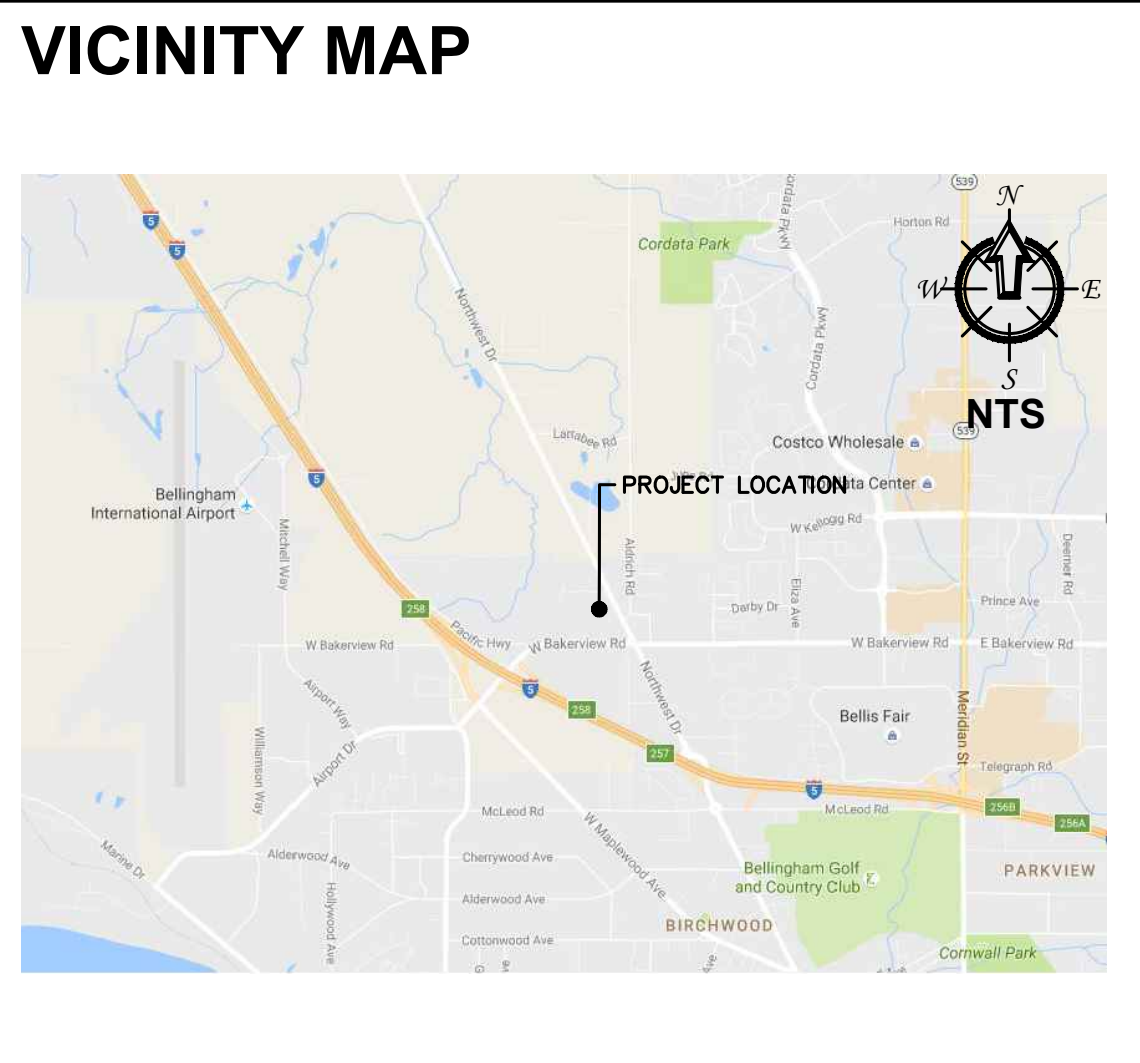 VICINITY MAP
539
N
5
Cordata Pkwy
Horton Rd
5
Cordata Park
W
E
Northwest Dr
Cordata Pkwy
S
NTS
539
Lattabee Rd
Costco Wholesale
5
PROJECT LOCATION
Cordata Center
Bellingham
International Airport
W Kellogg Rd
Mitchell Way
Aldrich Rd
Deemer Rd
Eliza Ave
258
Darby Dr
Prince Ave
Pacific Hwy
W Bakerview Rd
W Bakerview Rd
W Bakerview Rd
E Bakerview Rd
5
Northwest Dr
Airport Way
258
Bellis Fair
Meridian St
Williamson Way
Airport Dr
257
Telegraph Rd
5
McLeod Rd
McLeod Rd
256B
256A
W Maplewood Ave
Marine Dr
Alderwood Ave
Cherrywood Ave
Bellingham Golf
and Country Club
PARKVIEW
Hollywood Ave
Alderwood Ave
BIRCHWOOD
Cottonwood Ave
Cornwall Park
Ave